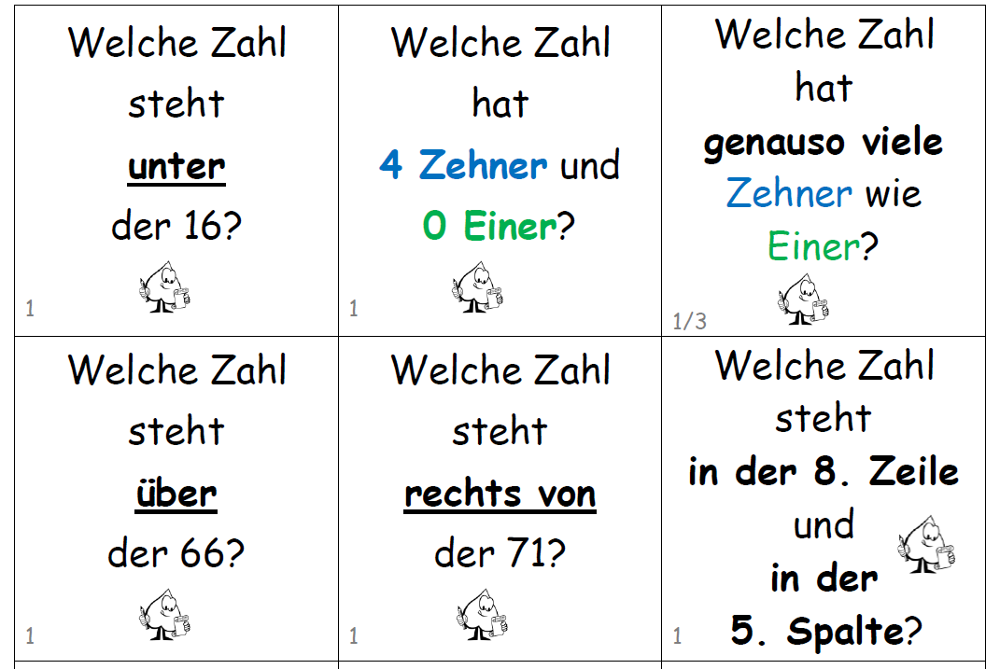 Welche Zahl
steht
unter
der 16?
1
Welche Zahl
hat
4 Zehner und
0 Einer?
1
Welche Zahl
hat
genauso viele
Zehner wie
Einer?
1/3
Welche Zahl
steht
über
der 66?
1
Welche Zahl
steht
rechts von
der 71?
1
Welche Zahl
steht
in der 8. Zeile
und
in der
5. Spalte?
1